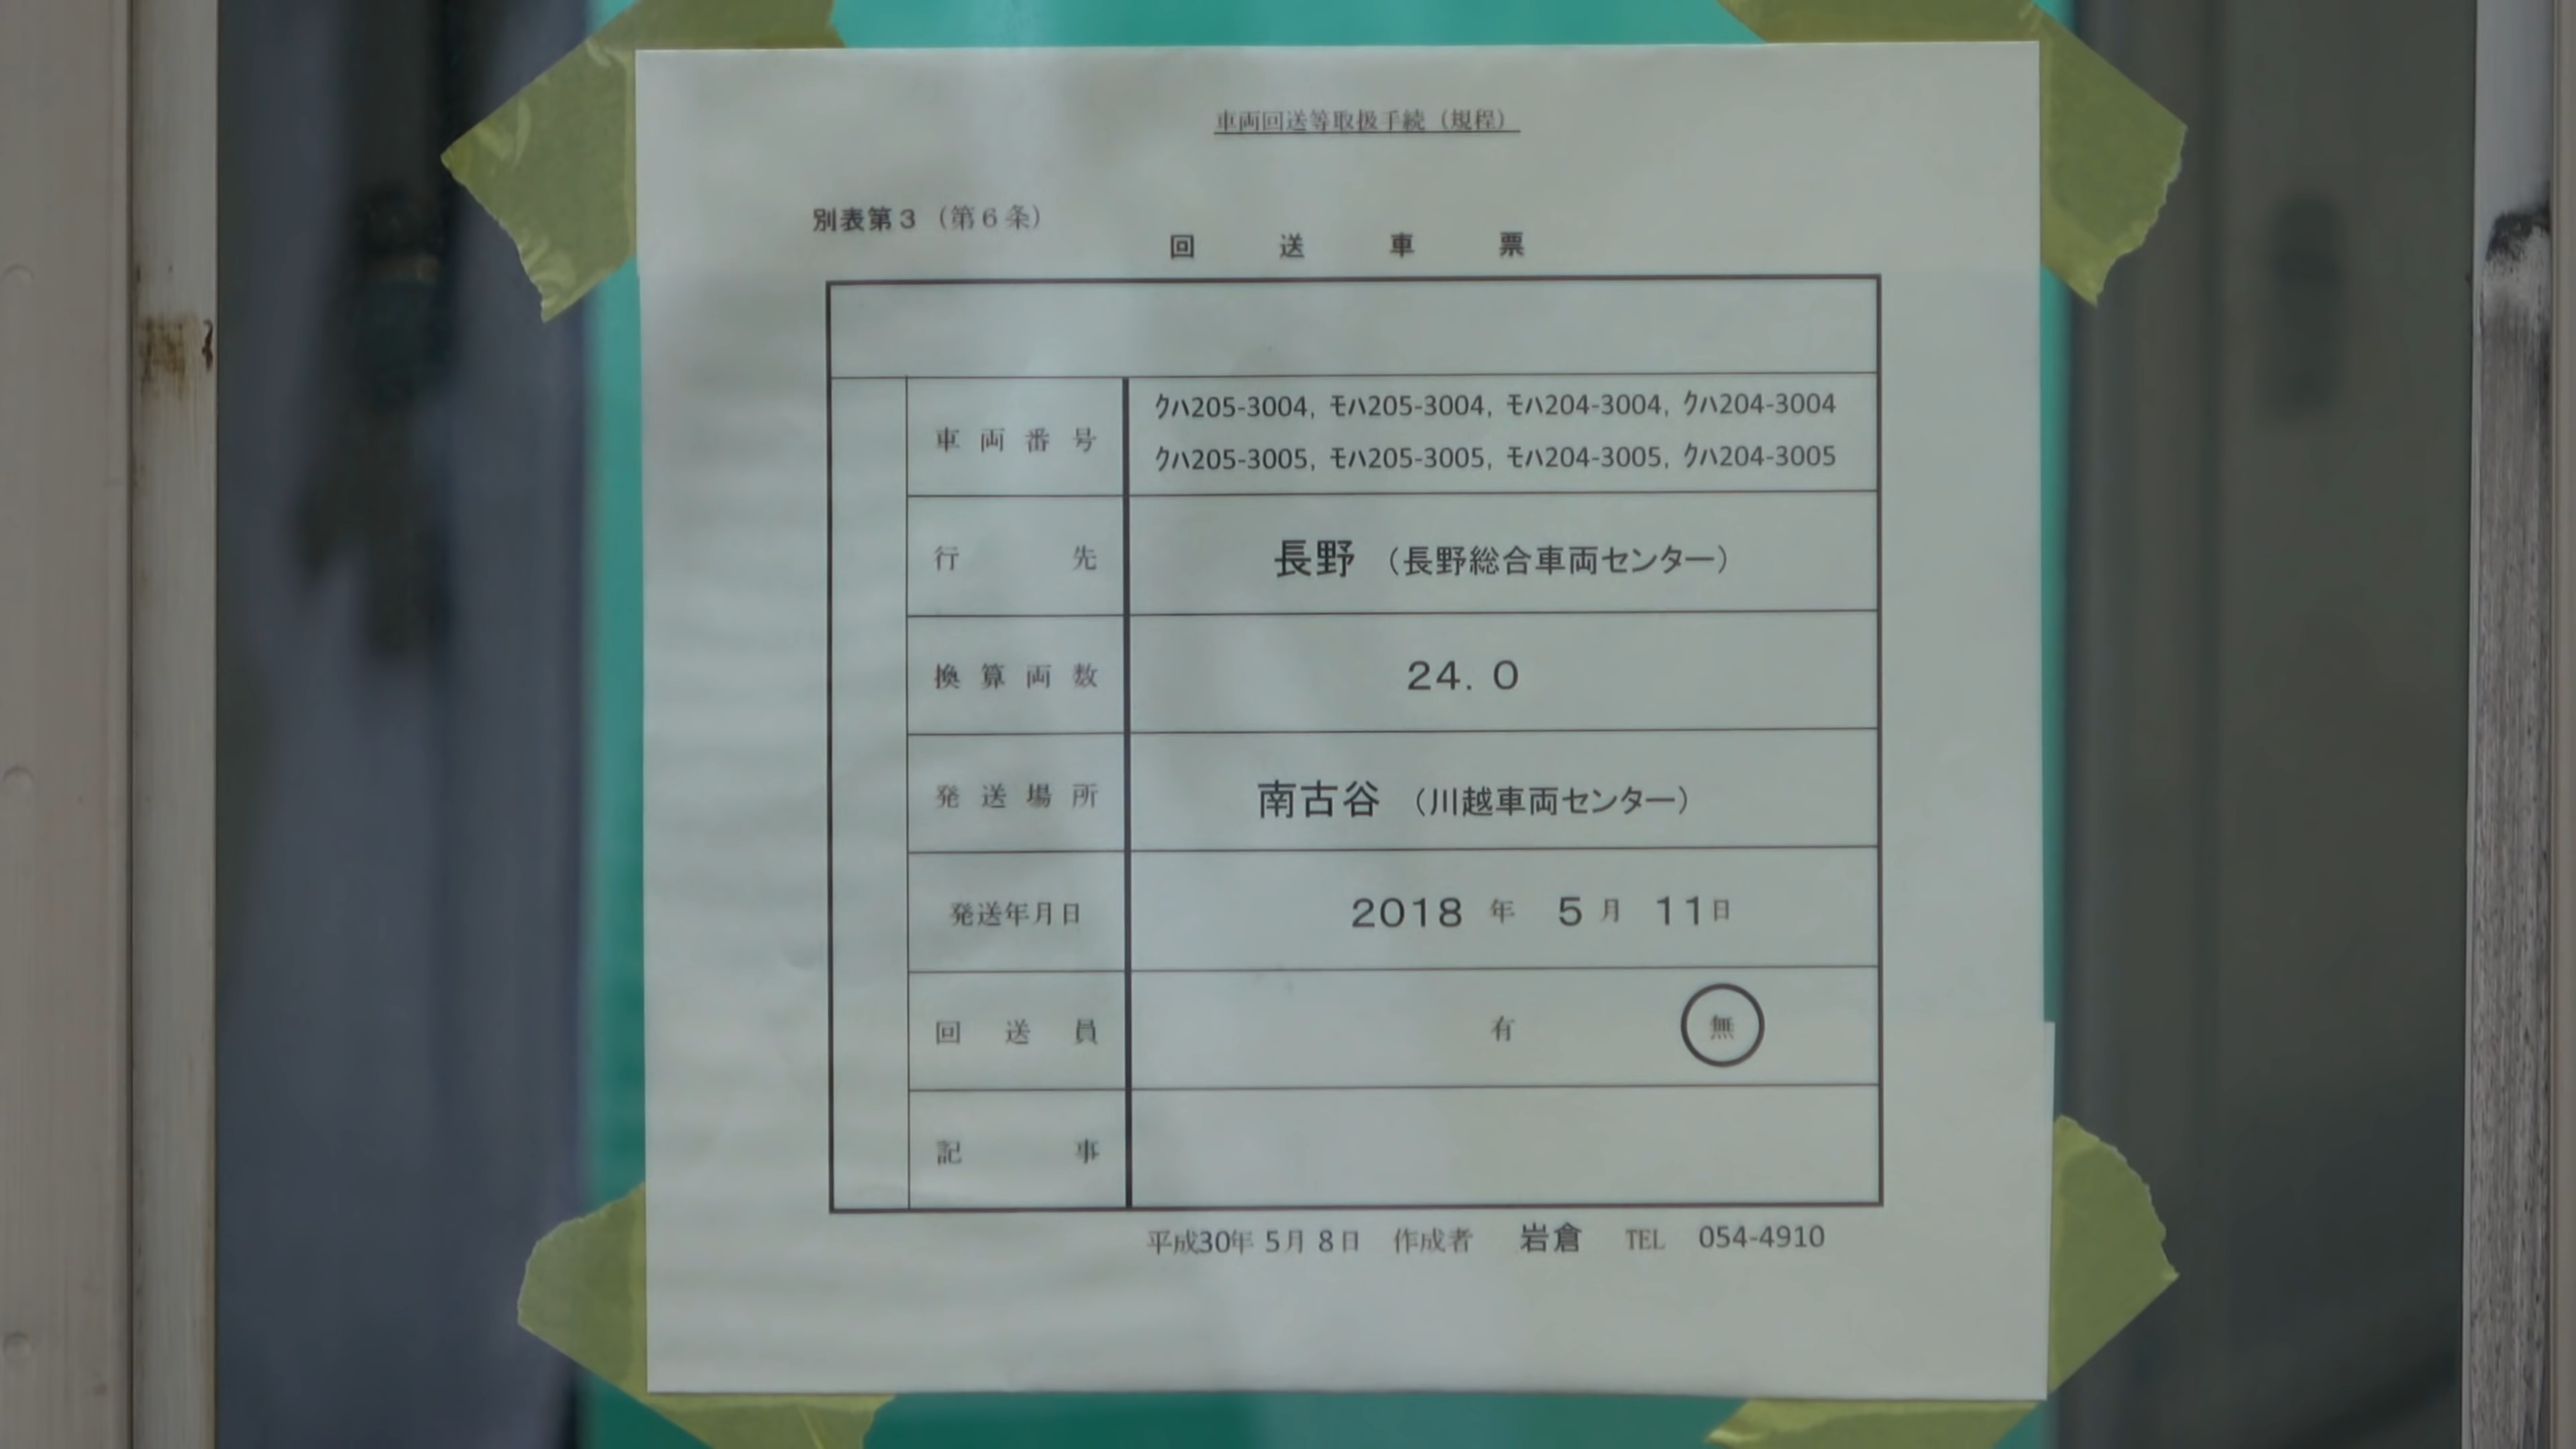 車両回送等取扱手続（規程）
別表第３（第６条）
回送車票
車両番号 ｸﾊ205-3004, ﾓﾊ205-3004, ﾓﾊ204-3004, ｸﾊ204-3004
ｸﾊ205-3005, ﾓﾊ205-3005, ﾓﾊ204-3005, ｸﾊ204-3005
行先 長野（長野総合車両センター）
換算両数 24.0
発送場所 南古谷（川越車両センター）
発送年月日 2018年 5月 11日
回送員 有 無
記事
平成30年 5月 8日 作成者 岩倉 TEL 054-4910